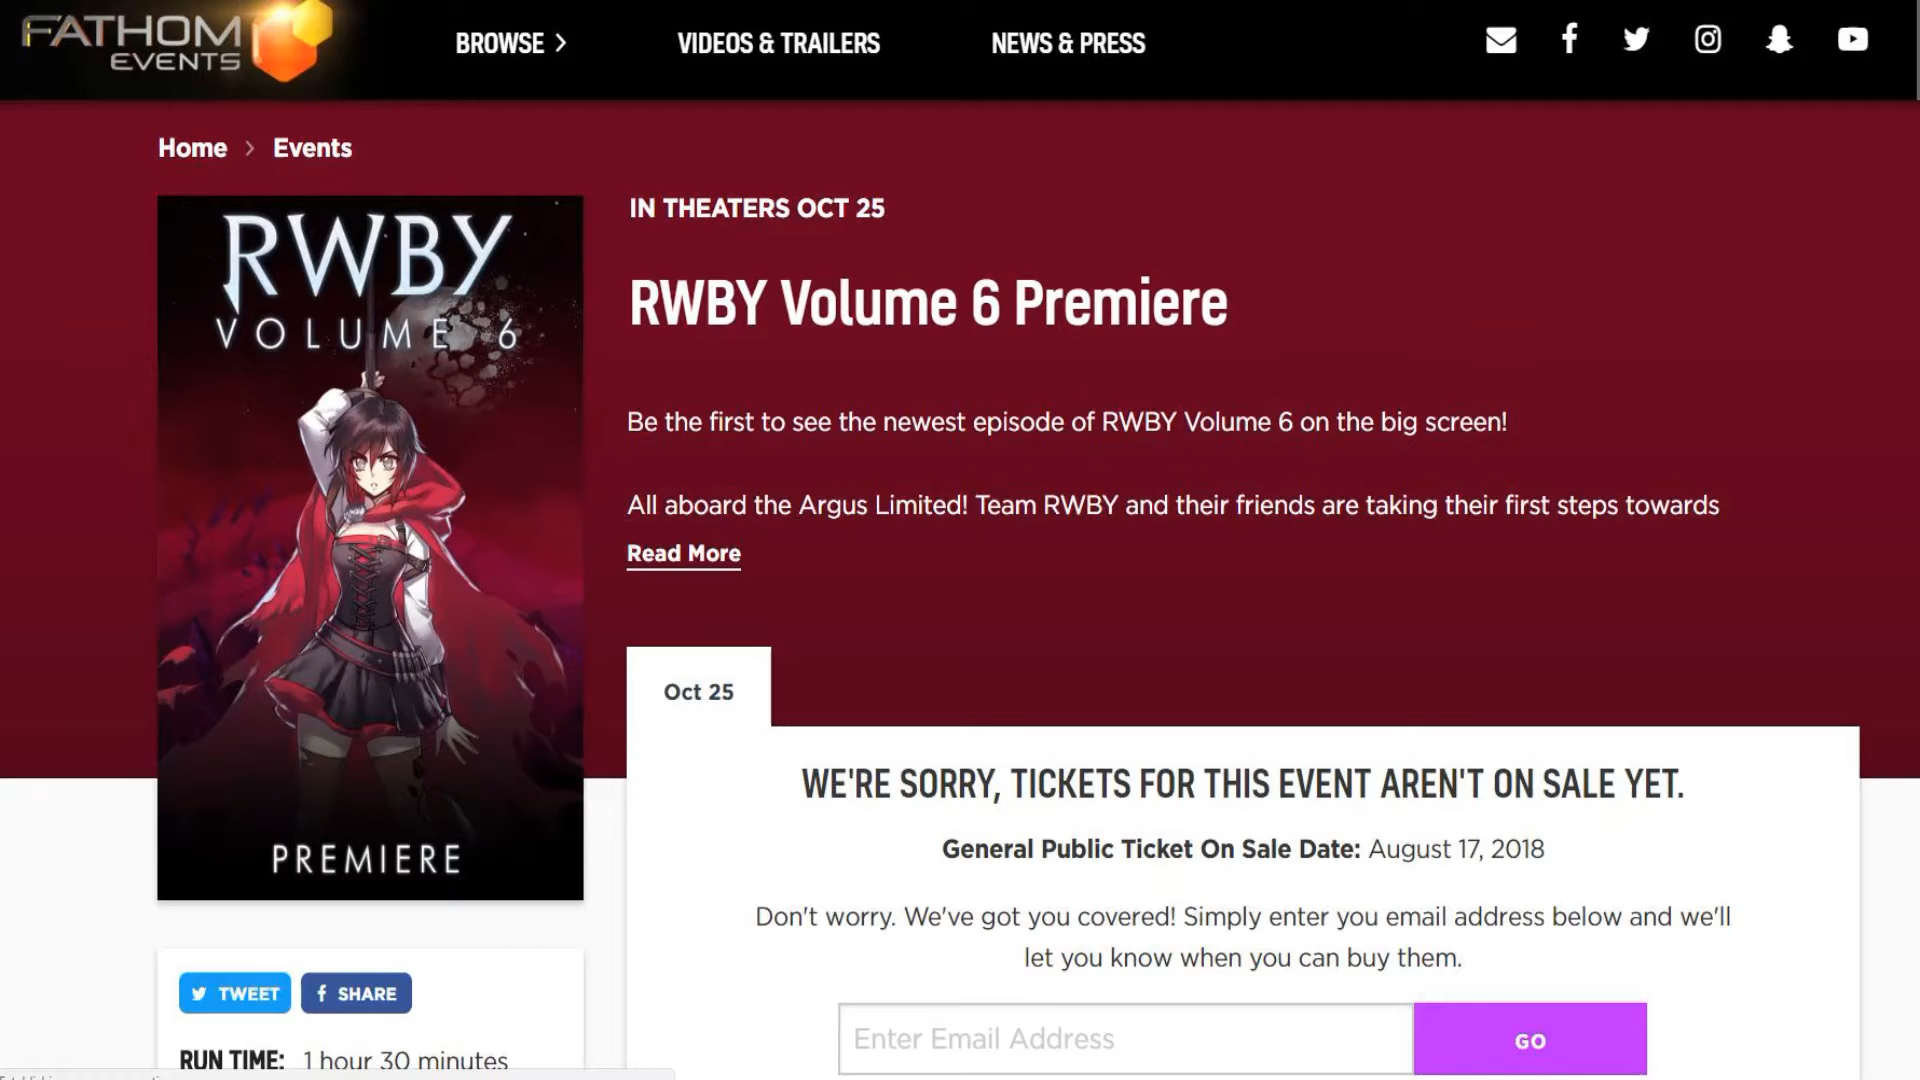 FATHOM
EVENTS
BROWSE
VIDEOS & TRAILERS
NEWS & PRESS
Home > Events
RWBY
VOLUME 6
PREMIERE
IN THEATERS OCT 25
RWBY Volume 6 Premiere
Be the first to see the newest episode of RWBY Volume 6 on the big screen!
All aboard the Argus Limited! Team RWBY and their friends are taking their first steps towards
Read More
Oct 25
WE'RE SORRY, TICKETS FOR THIS EVENT AREN'T ON SALE YET.
General Public Ticket On Sale Date: August 17, 2018
Don't worry. We've got you covered! Simply enter you email address below and we'll
let you know when you can buy them.
Enter Email Address
GO
TWEET
SHARE
RUN TIME: 1 hour 30 minutes